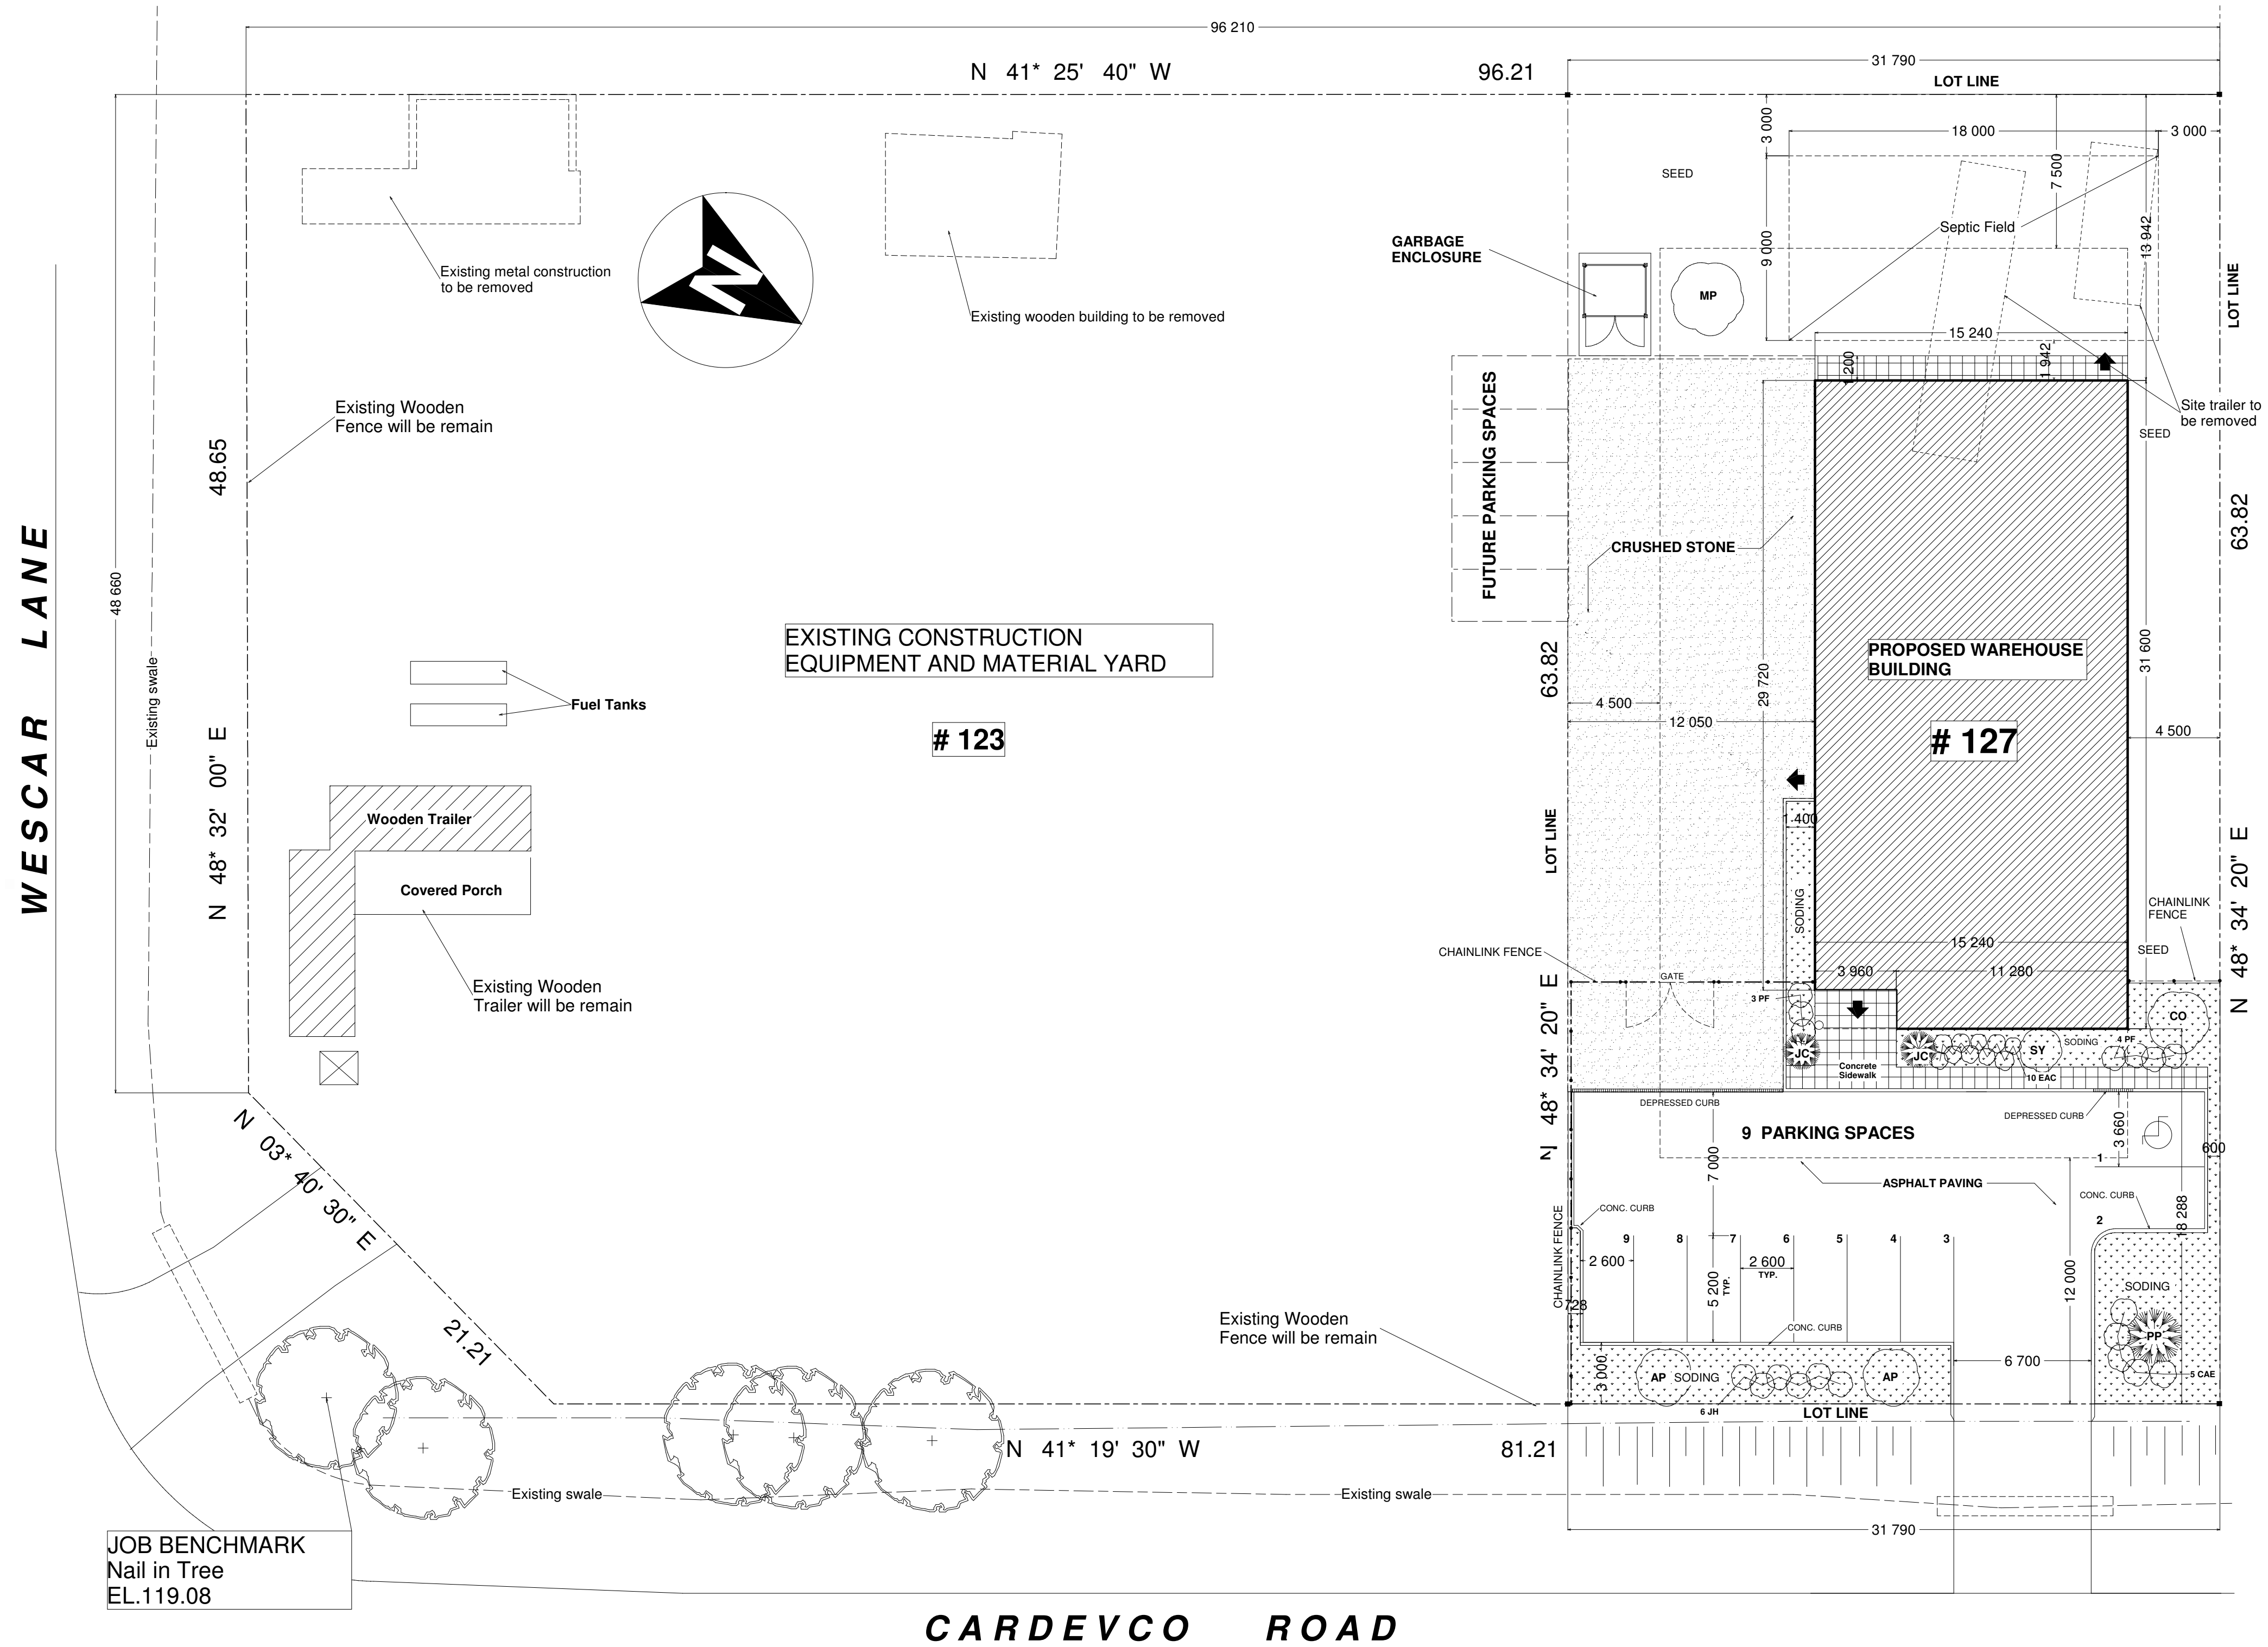 96 210
N 41* 25' 40" W
96.21
31 790
LOT LINE
3 000
18 000
3 000
7 500
SEED
Septic Field
13 942
9 000
GARBAGE
ENCLOSURE
MP
LOT LINE
Existing metal construction
to be removed
N
Existing wooden building to be removed
15 240
1 200
1 942
Site trailer to
be removed
SEED
Existing Wooden
Fence will be remain
48.65
FUTURE PARKING SPACES
CRUSHED STONE
63.82
WESCAR LANE
48 660
Existing swale
EXISTING CONSTRUCTION
EQUIPMENT AND MATERIAL YARD
# 123
Fuel Tanks
63.82
4 500
12 050
29 720
PROPOSED WAREHOUSE
BUILDING
# 127
31 600
4 500
N 48* 32' 00" E
Wooden Trailer
Covered Porch
Existing Wooden
Trailer will be remain
LOT LINE
1 400
SODING
CHAINLINK
FENCE
SEED
N 48* 34' 20" E
15 240
3 960
11 280
CHAINLINK FENCE
GATE
3 PF
CO
N 48* 34' 20" E
JC
JC
SY
SODING
4 PF
10 EAC
Concrete
Sidewalk
DEPRESSED CURB
DEPRESSED CURB
9 PARKING SPACES
3 660
600
1
7 000
ASPHALT PAVING
CONC. CURB
2
18 288
CONC. CURB
CHAINLINK FENCE
9
8
7
6
5
4
3
2 600
2 600
TYP.
5 200
TYP.
728
12 000
SODING
CONC. CURB
PP
3 000
AP
SODING
AP
6 700
5 CAE
6 JH
LOT LINE
N 03* 40' 30" E
21.21
Existing Wooden
Fence will be remain
N 41* 19' 30" W
81.21
Existing swale
Existing swale
31 790
JOB BENCHMARK
Nail in Tree
EL.119.08
CARDEVCO ROAD